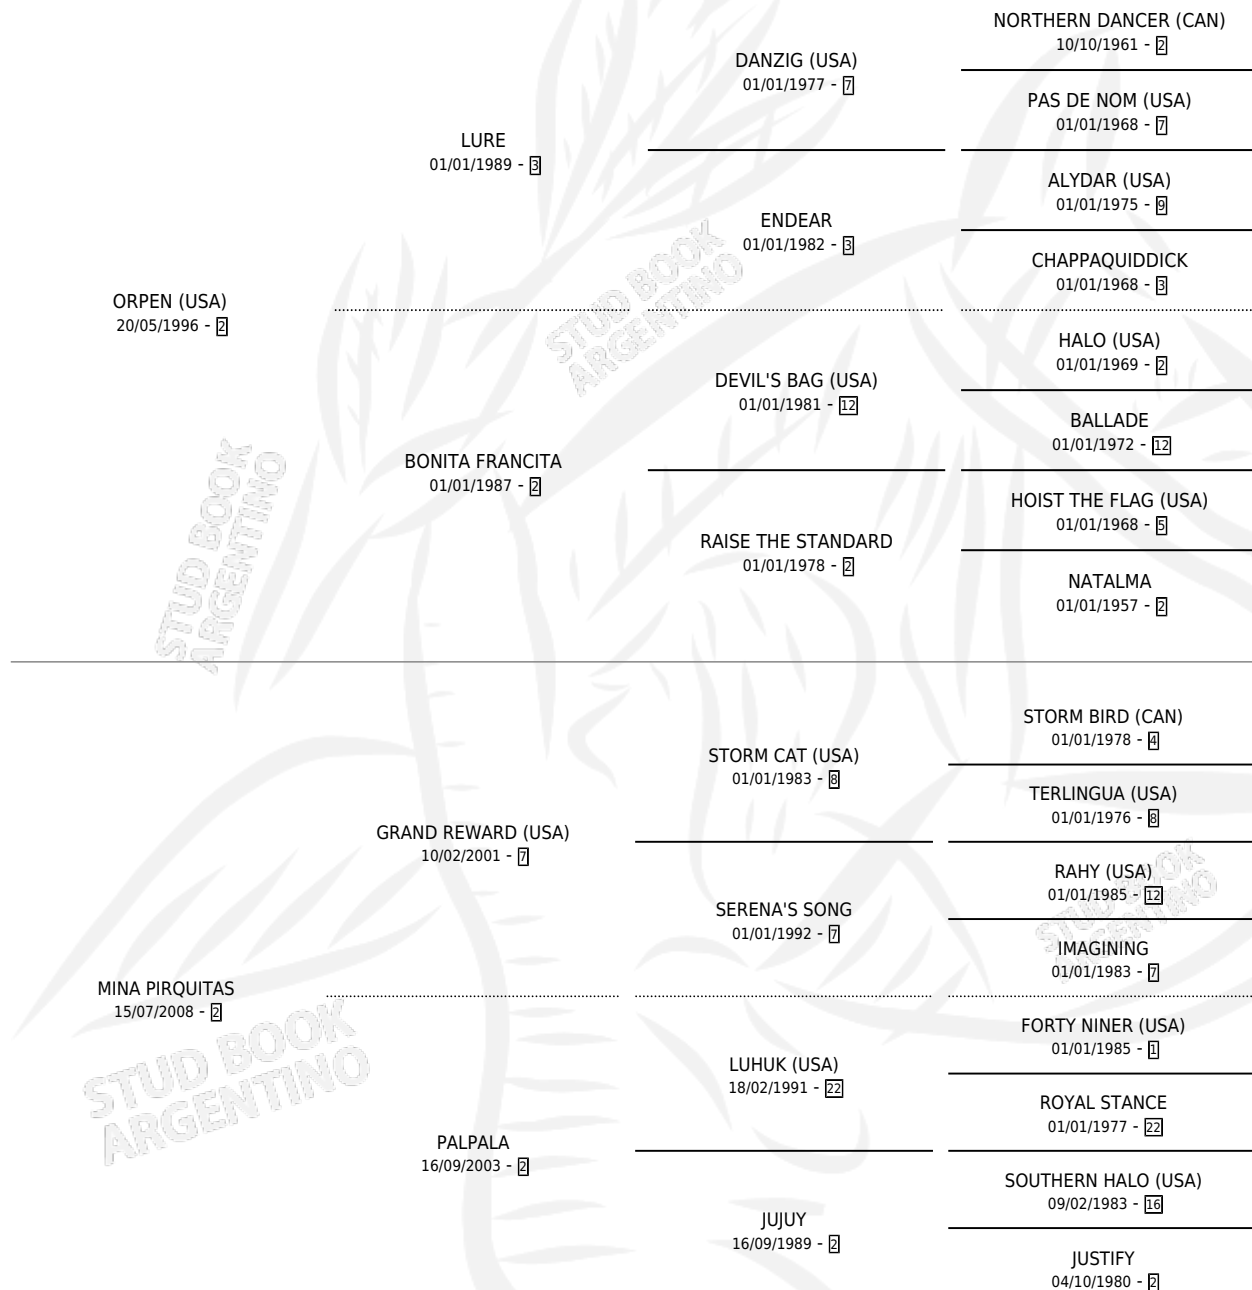 NORTHERN DANCER (CAN)
10/10/1961 - 2
DANZIG (USA)
01/01/1977 - 7
PAS DE NOM (USA)
01/01/1968 - 7
LURE
01/01/1989 - 3
ALYDAR (USA)
01/01/1975 - 9
ENDEAR
01/01/1982 - 3
CHAPPAQUIDDICK
01/01/1968 - 3
ORPEN (USA)
20/05/1996 - 2
HALO (USA)
01/01/1969 - 2
DEVIL'S BAG (USA)
01/01/1981 - 12
BALLADE
01/01/1972 - 12
BONITA FRANCITA
01/01/1987 - 2
HOIST THE FLAG (USA)
01/01/1968 - 5
RAISE THE STANDARD
01/01/1978 - 2
NATALMA
01/01/1957 - 2
STORM BIRD (CAN)
01/01/1978 - 4
STORM CAT (USA)
01/01/1983 - 8
TERLINGUA (USA)
01/01/1976 - 8
GRAND REWARD (USA)
10/02/2001 - 7
RAHY (USA)
01/01/1985 - 12
SERENA'S SONG
01/01/1992 - 7
IMAGINING
01/01/1983 - 7
MINA PIRQUITAS
15/07/2008 - 2
FORTY NINER (USA)
01/01/1985 - 1
LUHUK (USA)
18/02/1991 - 22
ROYAL STANCE
01/01/1977 - 22
PALPALA
16/09/2003 - 2
SOUTHERN HALO (USA)
09/02/1983 - 16
JUJUY
16/09/1989 - 2
JUSTIFY
04/10/1980 - 2
STUD BOOK
ARGENTINO
STUD BOOK
ARGENTINO
STUD BOOK
ARGENTINO
STUD BOOK
ARGENTINO